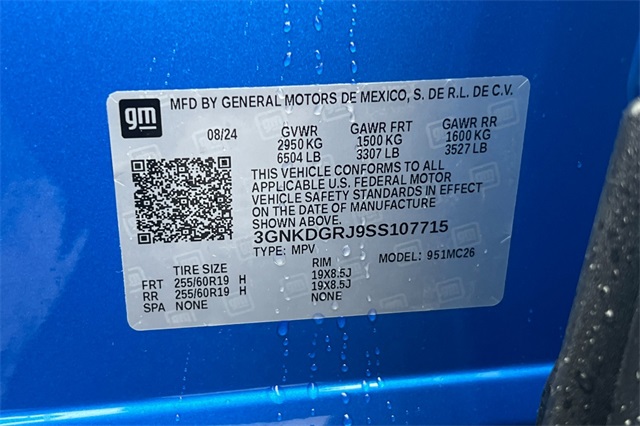 gm
MFD BY GENERAL MOTORS DE MEXICO, S. DE R.L. DE C.V.
08/24 GVWR GAWR FRT GAWR RR
2950 KG 1500 KG 1600 KG
6504 LB 3307 LB 3527 LB
THIS VEHICLE CONFORMS TO ALL
APPLICABLE U.S. FEDERAL MOTOR
VEHICLE SAFETY STANDARDS IN EFFECT
ON THE DATE OF MANUFACTURE
SHOWN ABOVE.
3GNKDGRJ9SS107715
TYPE: MPV MODEL: 951MC26
TIRE SIZE RIM
FRT 255/60R19 H 19X8.5J
RR 255/60R19 H 19X8.5J
SPA NONE NONE